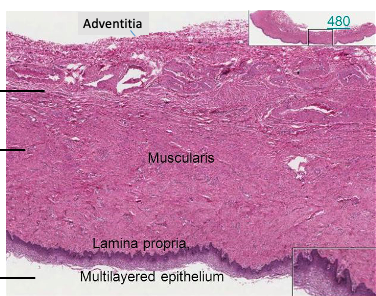 Adventitia
480
Muscularis
Lamina propria
Multilayered epithelium